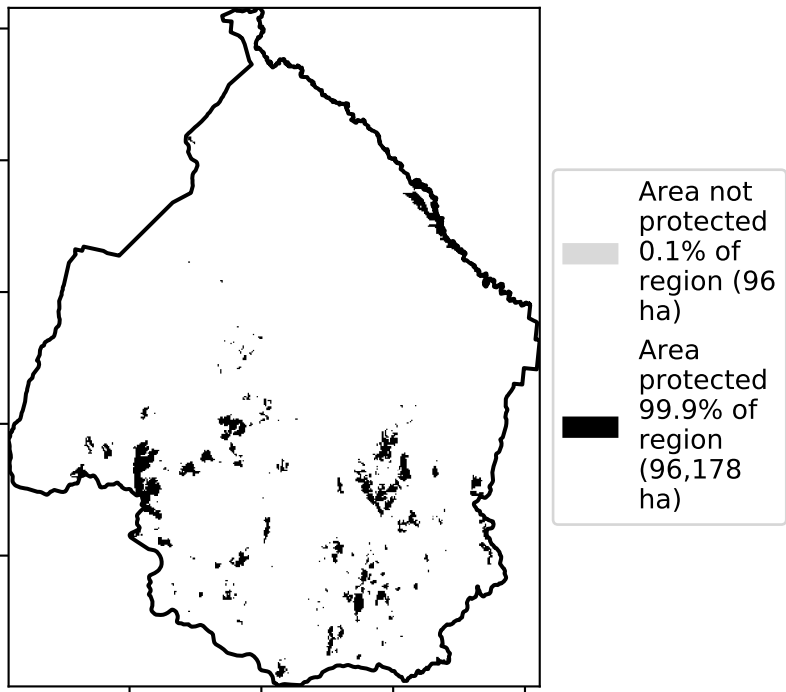 Area not
protected
0.1% of
region (96
ha)
Area
protected
99.9% of
region
(96,178
ha)